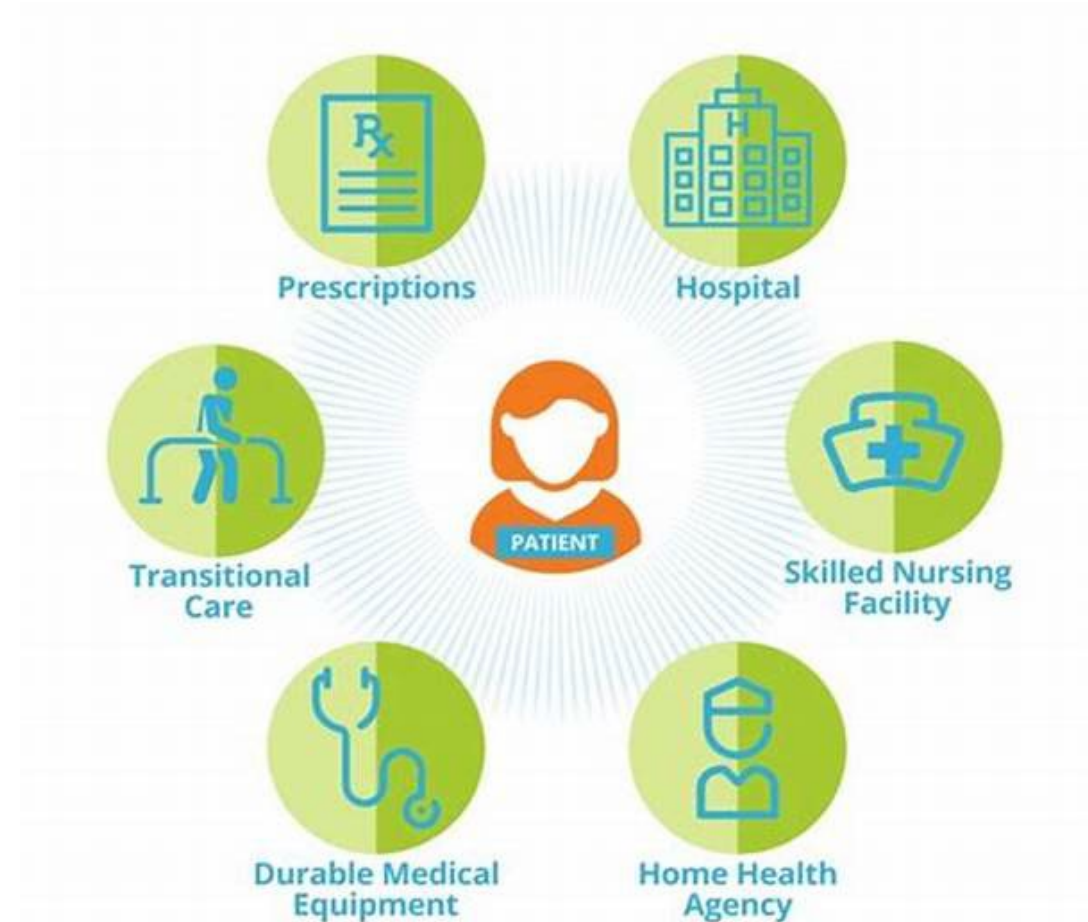 Rx
H
Prescriptions
Hospital
PATIENT
Transitional
Care
Skilled Nursing
Facility
Durable Medical
Equipment
Home Health
Agency